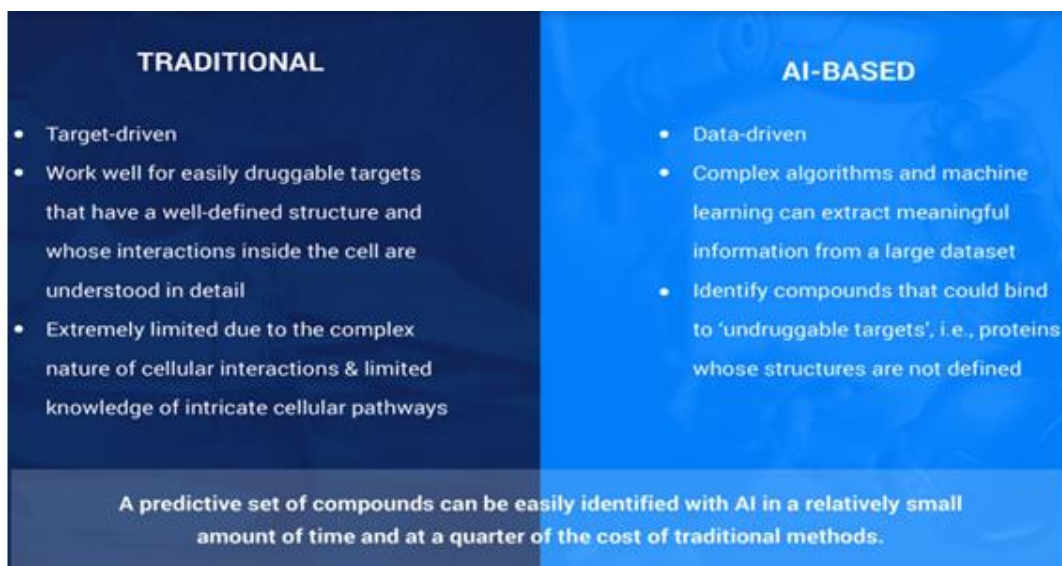 TRADITIONAL
• Target-driven
• Work well for easily druggable targets
that have a well-defined structure and
whose interactions inside the cell are
understood in detail
• Extremely limited due to the complex
nature of cellular interactions & limited
knowledge of intricate cellular pathways
AI-BASED
• Data-driven
• Complex algorithms and machine
learning can extract meaningful
information from a large dataset
• Identify compounds that could bind
to ‘undruggable targets’, i.e., proteins
whose structures are not defined
A predictive set of compounds can be easily identified with AI in a relatively small
amount of time and at a quarter of the cost of traditional methods.